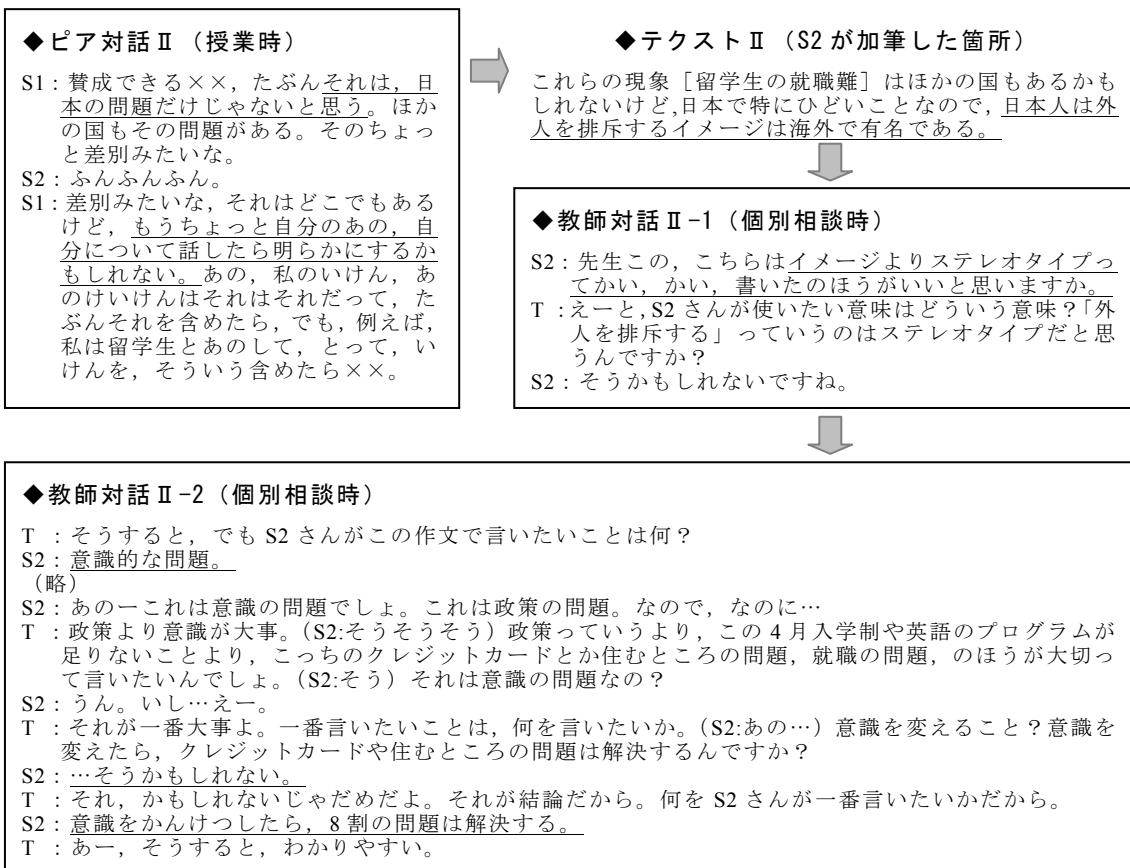 ◆ピア対話Ⅱ（授業時）
S1：賛成できる××，たぶんそれは，日
本の問題だけじゃないと思う。ほか
の国もその問題がある。そのちょっ
と差別みたいな。
S2：ふんふんふん。
S1：差別みたいな，それはどこでもある
けど，もうちょっと自分のあの，自
分について話したら明らかにするか
もしれない。あの，私のいけん，あ
のけいけんはそれはそれだって，た
ぶんそれを含めたら，でも，例えば，
私は留学生とあのして，とって，い
けんを，そういう含めたら××。
◆テクストⅡ（S2が加筆した箇所）
これらの現象［留学生の就職難］はほかの国もあるかも
しれないけど,日本で特にひどいことなので，日本人は外
人を排斥するイメージは海外で有名である。
◆教師対話Ⅱ-1（個別相談時）
S2：先生この，こちらはイメージよりステレオタイプっ
てかい，かい，書いたのほうがいいと思いますか。
T ：えーと，S2さんが使いたい意味はどういう意味？「外
人を排斥する」っていうのはステレオタイプだと思
うんですか？
S2：そうかもしれないですね。
◆教師対話Ⅱ-2（個別相談時）
T ：そうすると，でもS2さんがこの作文で言いたいことは何？
S2：意識的な問題。
（略）
S2：あのーこれは意識の問題でしょ。これは政策の問題。なので，なのに…
T ：政策より意識が大事。（S2:そうそうそう）政策っていうより，この4月入学制や英語のプログラムが
足りないことより，こっちのクレジットカードとか住むところの問題，就職の問題，のほうが大切っ
て言いたいんでしょ。（S2:そう）それは意識の問題なの？
S2：うん。いし…えー。
T ：それが一番大事よ。一番言いたいことは，何を言いたいか。（S2:あの…）意識を変えること？意識を
変えたら，クレジットカードや住むところの問題は解決するんですか？
S2：…そうかもしれない。
T ：それ，かもしれないじゃだめだよ。それが結論だから。何をS2さんが一番言いたいかだから。
S2：意識をかんけつしたら，8割の問題は解決する。
T ：あー，そうすると，わかりやすい。